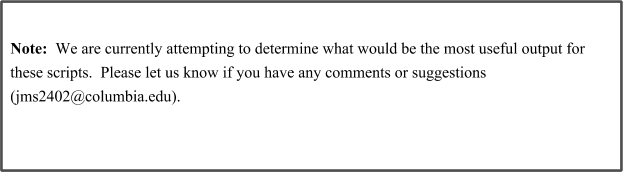 Note:  We are currently attempting to determine what would be the most useful output for
these scripts.  Please let us know if you have any comments or suggestions
(jms2402@columbia.edu).